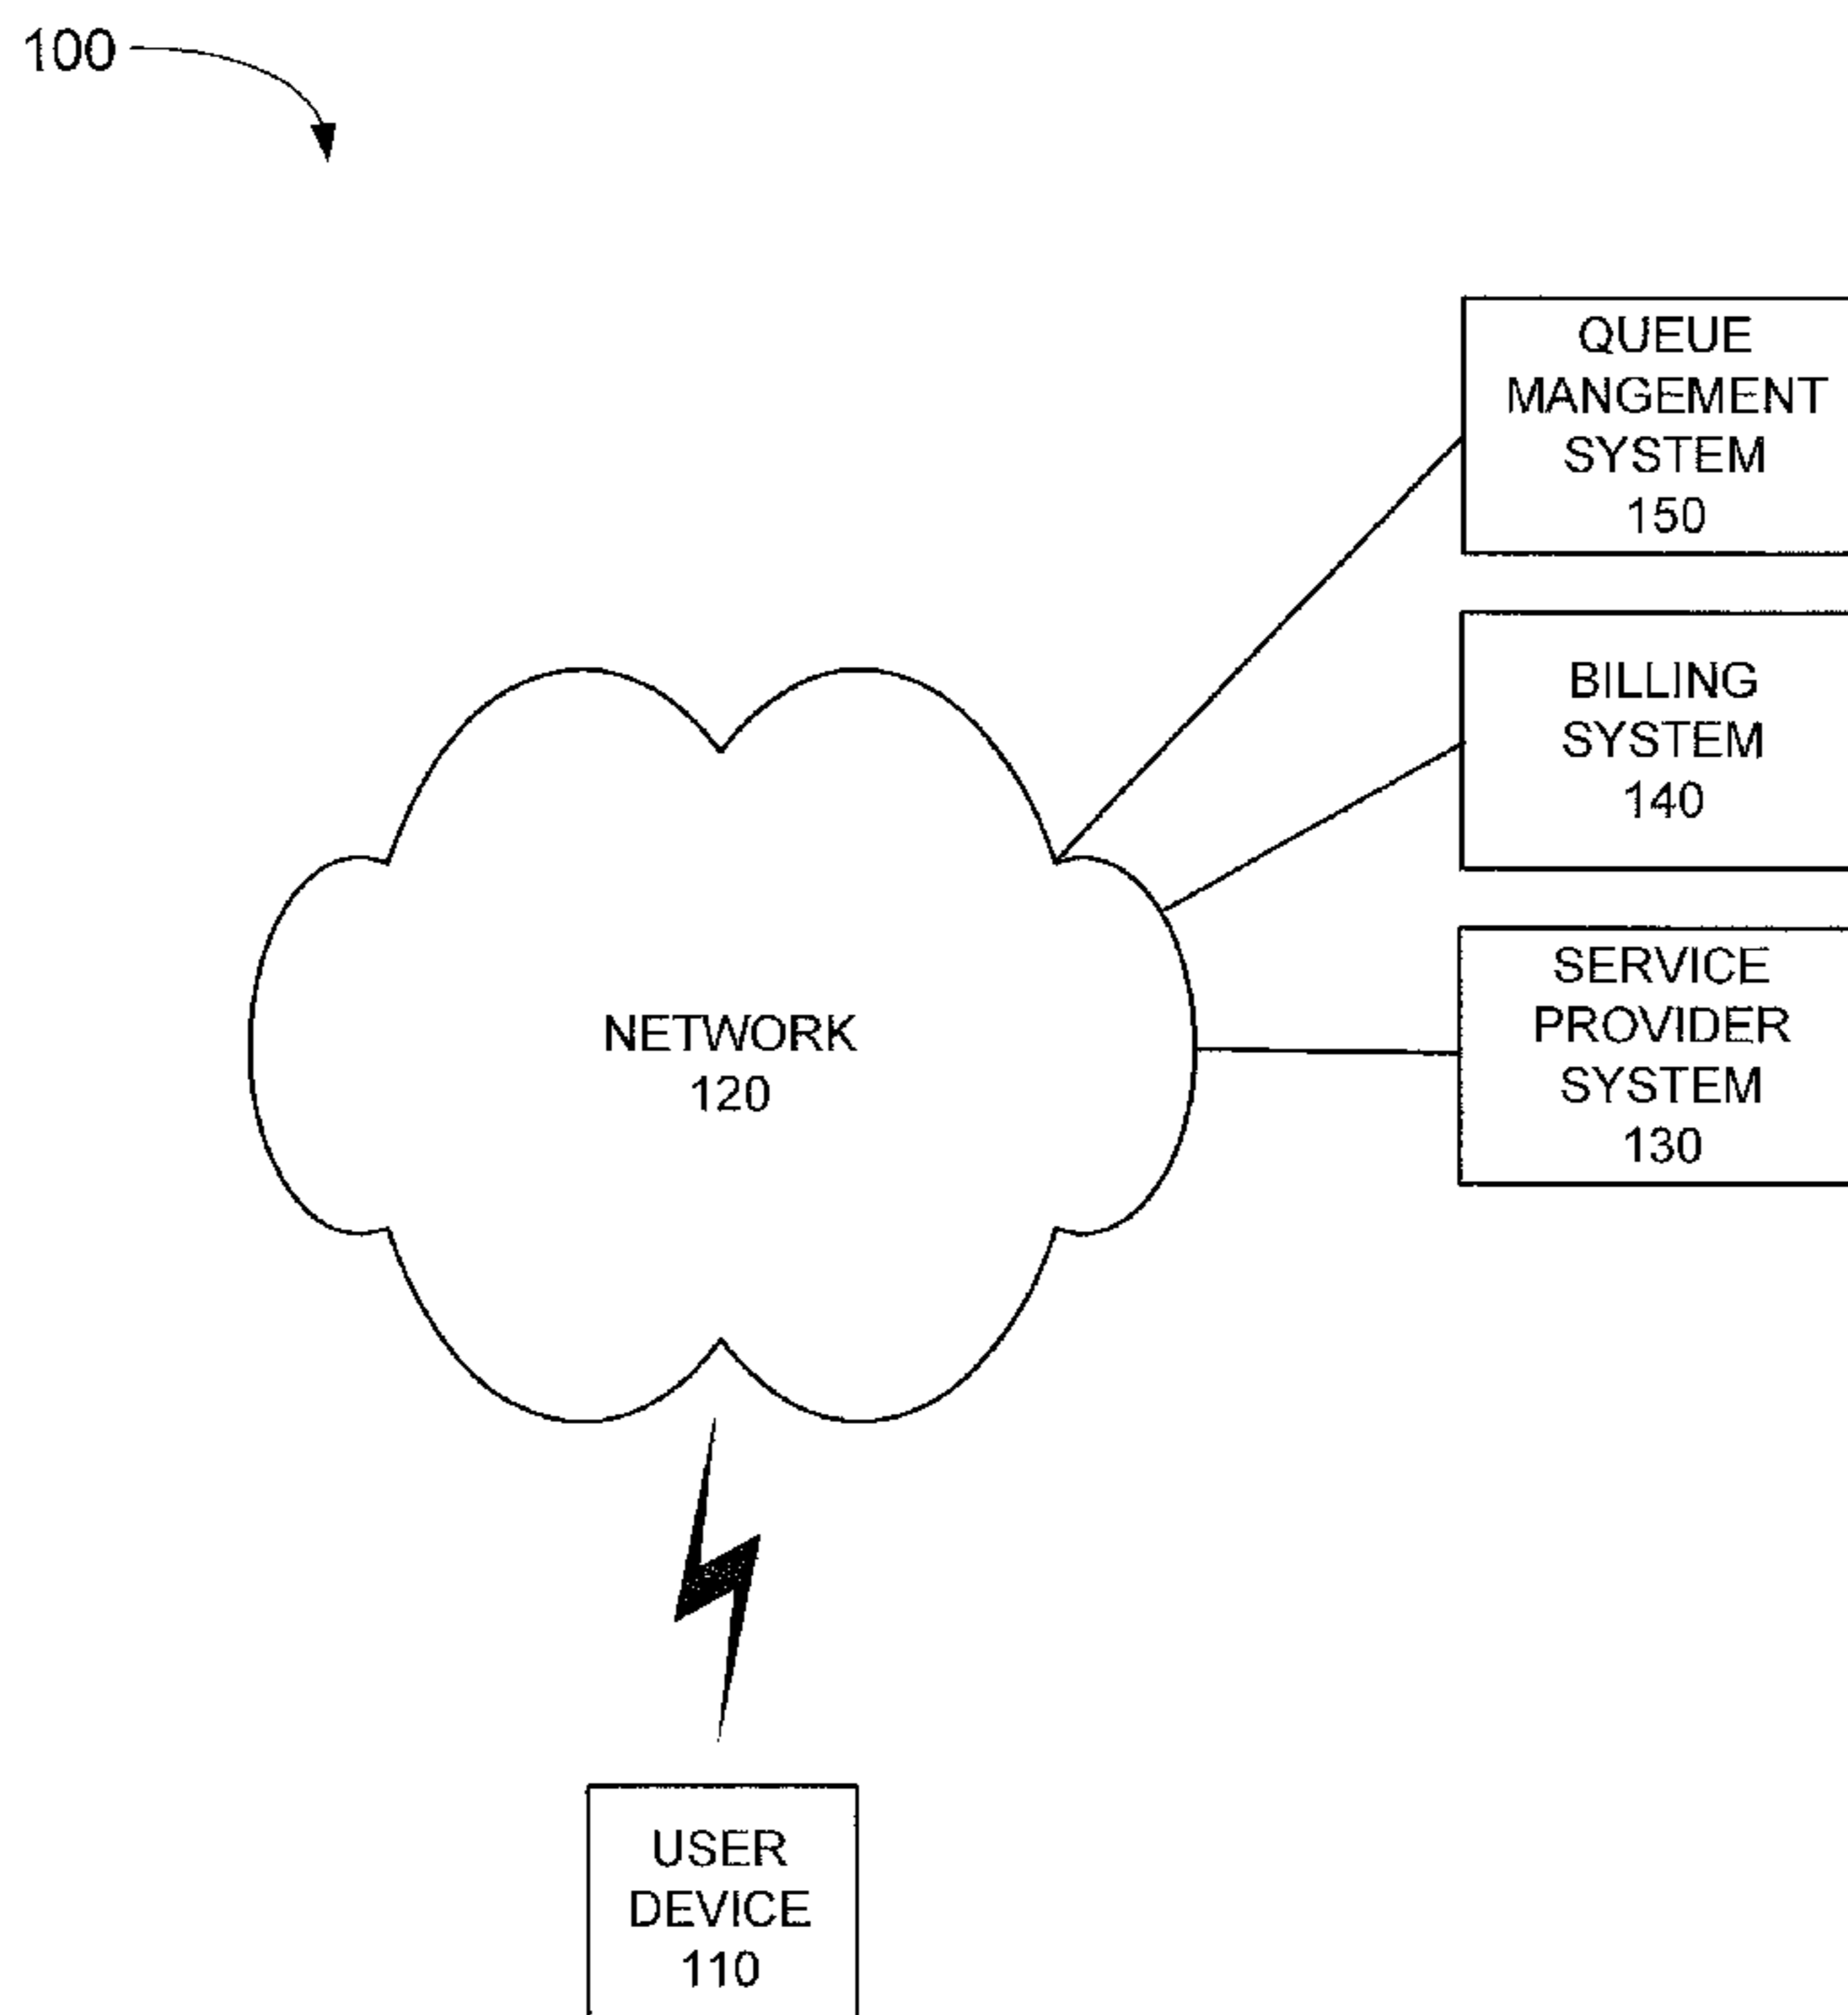 100
QUEUE
MANGEMENT
SYSTEM
150
BILLING
SYSTEM
140
SERVICE
PROVIDER
SYSTEM
130
NETWORK
120
USER
DEVICE
110